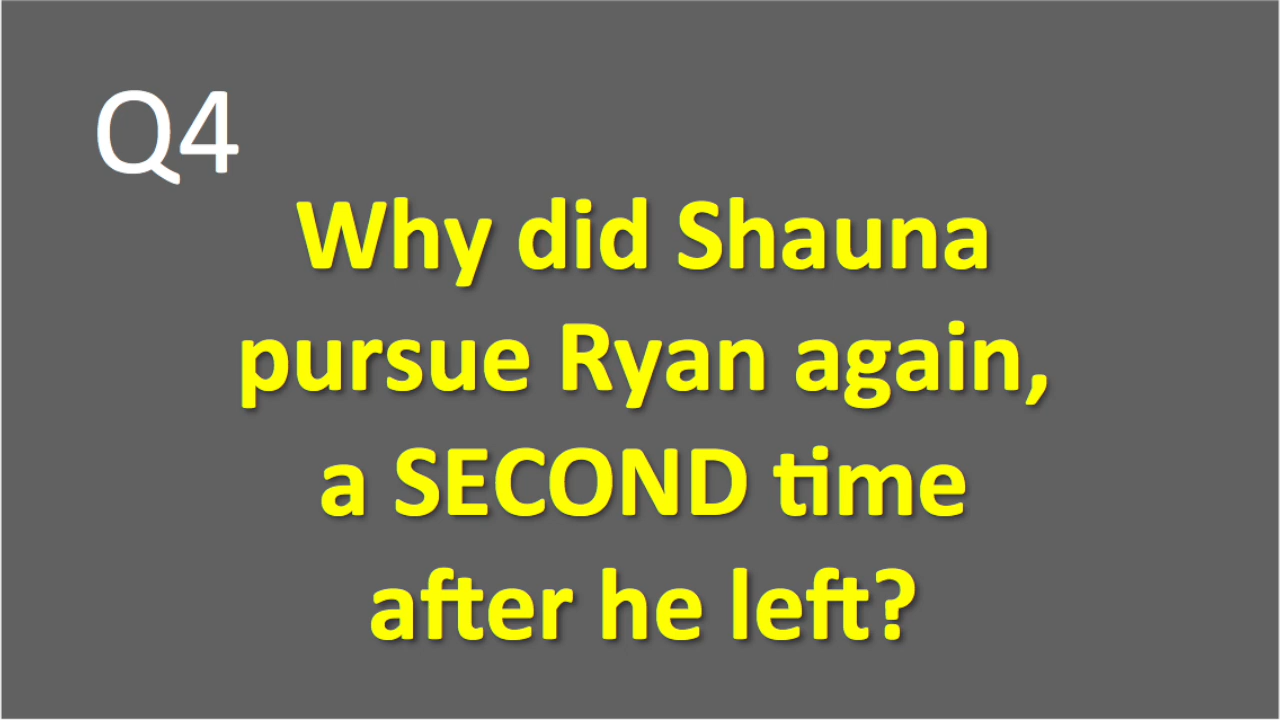 Q4
Why did Shauna
pursue Ryan again,
a SECOND time
after he left?